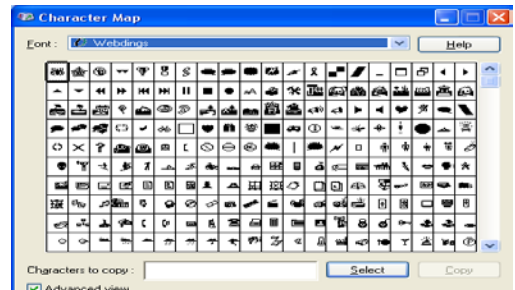 Character Map
Font : Webdings Help
Characters to copy : Select Copy
Advanced view